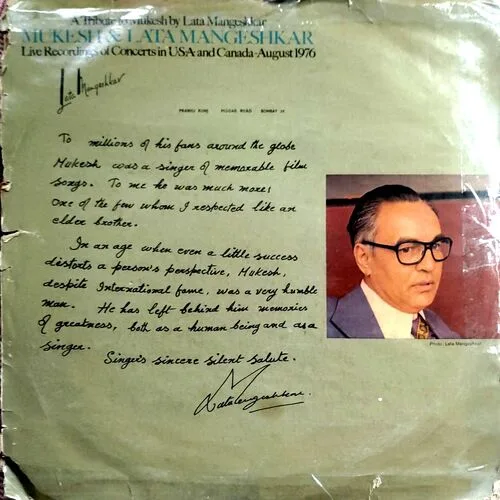 A Tribute to Mukesh by Lata Mangeshkar
MUKESH & LATA MANGESHKAR
Live Recordings of Concerts in USA and Canada-August 1976
Lata Mangeshkar
PRABHU KUNJ PEDDAR ROAD BOMBAY 26
To millions of his fans around the globe
Mukesh was a singer of memorable film
songs. To me he was much more;
one of the few whom I respected like an
elder brother.
In an age when even a little success
distorts a person's perspective, Mukesh,
despite International fame, was a very humble
man. He has left behind him memories
of greatness, both as a human being and as a
singer.
Singer's sincere silent salute.
Lata Mangeshkar.
Photo: Lata Mangeshkar